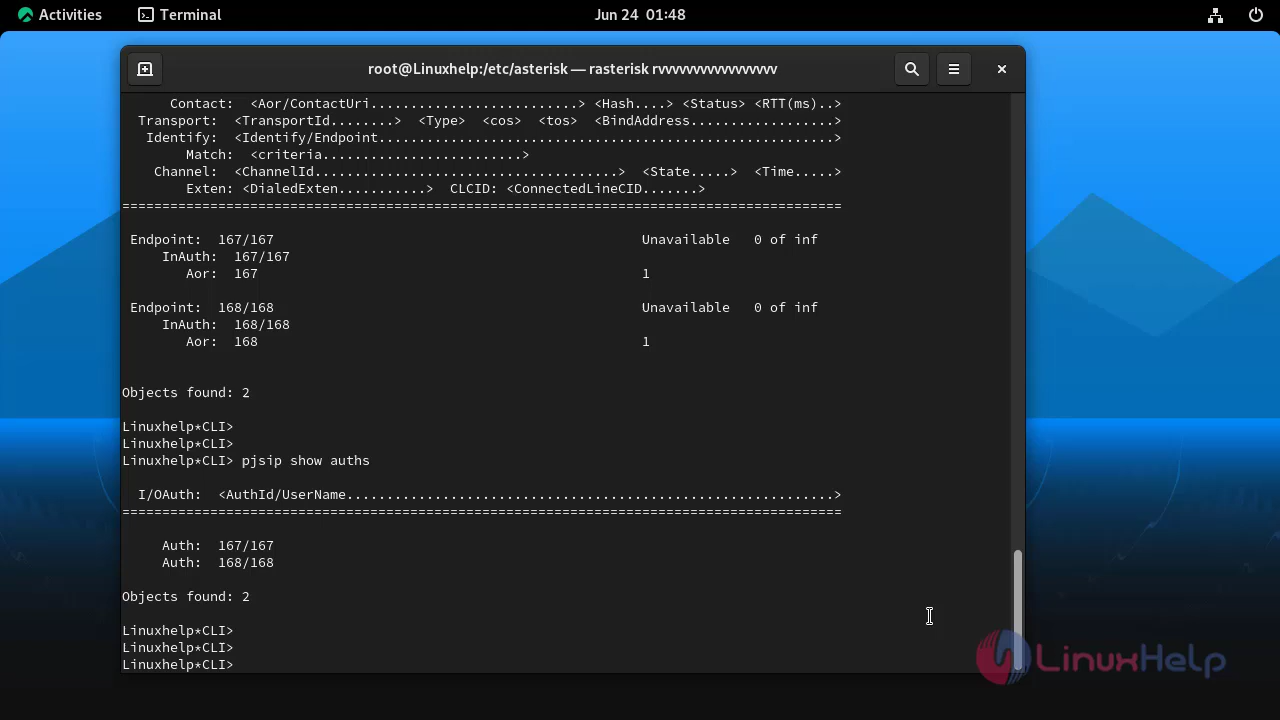 Activities Terminal Jun 24 01:48
root@Linuxhelp:/etc/asterisk — rasterisk rvvvvvvvvvvvvvvvv
Contact: <Aor/ContactUri..........................> <Hash....> <Status> <RTT(ms)..>
Transport: <TransportId........> <Type> <cos> <tos> <BindAddress..................>
Identify: <Identify/Endpoint.........................................................>
Match: <criteria.........................>
Channel: <ChannelId......................................> <State.....> <Time.....>
Exten: <DialedExten...........> CLCID: <ConnectedLineCID.......>
==========================================================================================
Endpoint: 167/167 Unavailable 0 of inf
InAuth: 167/167
Aor: 167 1
Endpoint: 168/168 Unavailable 0 of inf
InAuth: 168/168
Aor: 168 1
Objects found: 2
Linuxhelp*CLI>
Linuxhelp*CLI>
Linuxhelp*CLI> pjsip show auths
I/OAuth: <AuthId/UserName.............................................................>
==========================================================================================
Auth: 167/167
Auth: 168/168
Objects found: 2
Linuxhelp*CLI>
Linuxhelp*CLI>
Linuxhelp*CLI>
LinuxHelp